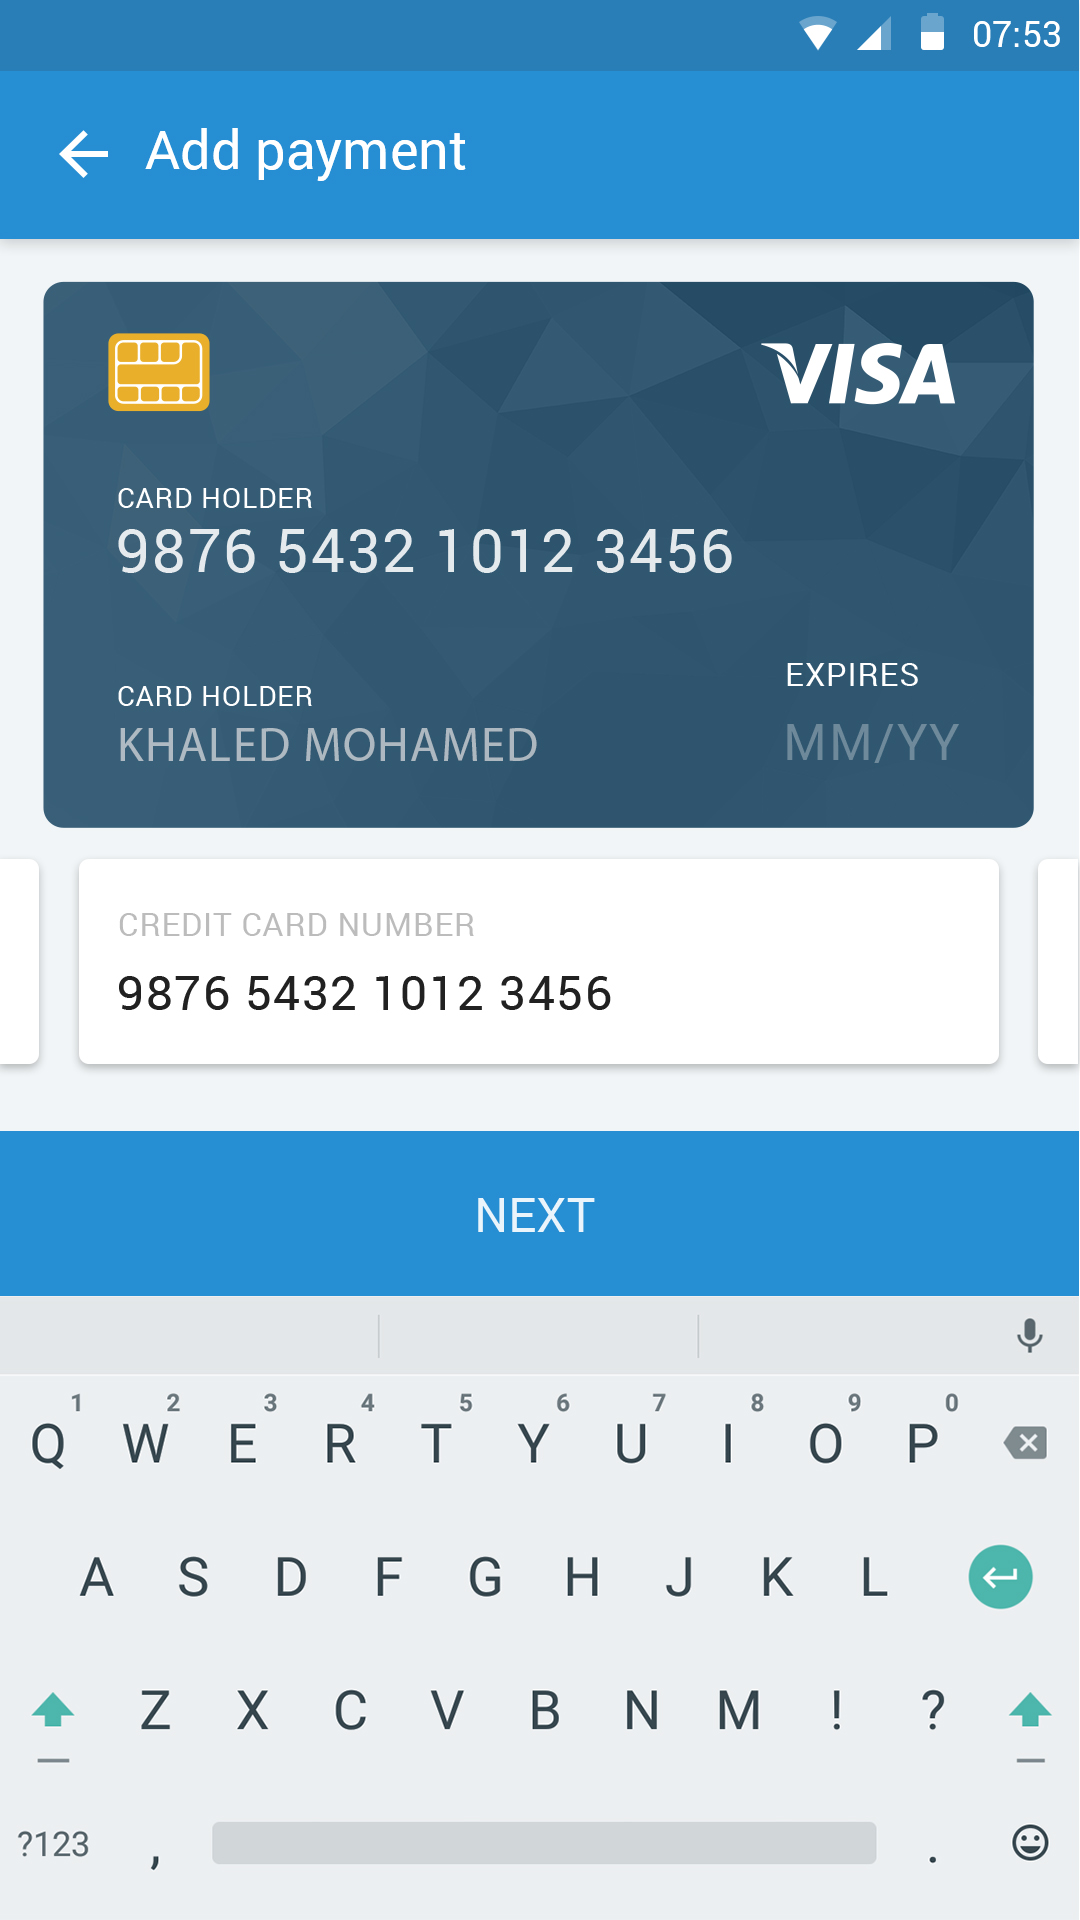 07:53
Add payment
VISA
CARD HOLDER
9876 5432 1012 3456
EXPIRES
CARD HOLDER
KHALED MOHAMED
MM/YY
CREDIT CARD NUMBER
9876 5432 1012 3456
NEXT
1 2 3 4 5 6 7 8 9 0
Q W E R T Y U I O P
A S D F G H J K L
Z X C V B N M ! ?
?123 , .